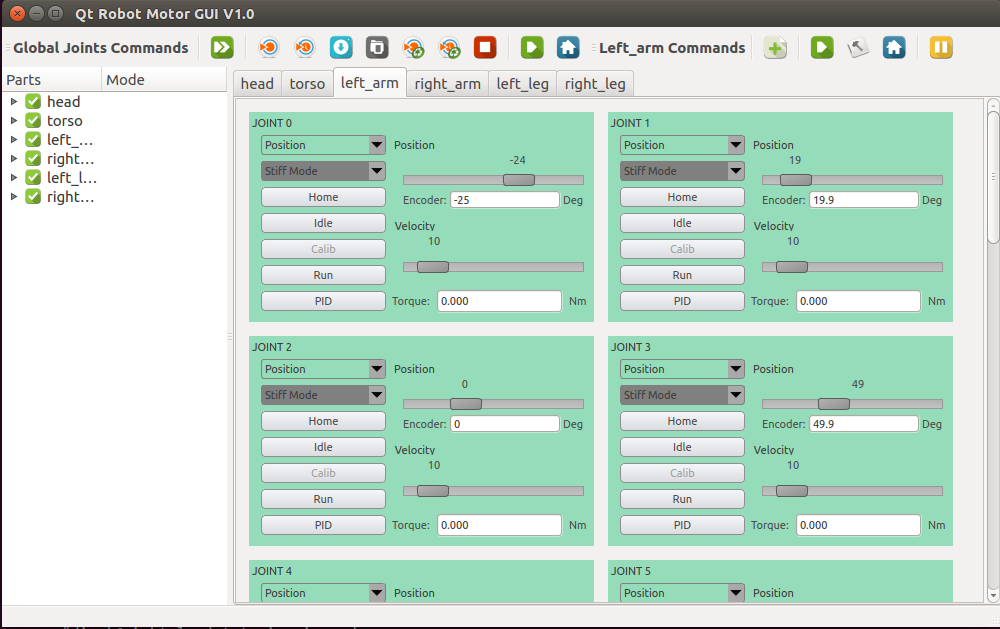 Qt Robot Motor GUI V1.0
Global Joints Commands
Left_arm Commands
Parts
Mode
head
torso
left_...
right...
left_l...
right...
head
torso
left_arm
right_arm
left_leg
right_leg
JOINT 0
Position
Position
-24
Stiff Mode
Home
Encoder:
-25
Deg
Idle
Velocity
10
Calib
Run
PID
Torque:
0.000
Nm
JOINT 1
Position
Position
19
Stiff Mode
Home
Encoder:
19.9
Deg
Idle
Velocity
10
Calib
Run
PID
Torque:
0.000
Nm
JOINT 2
Position
Position
0
Stiff Mode
Home
Encoder:
0
Deg
Idle
Velocity
10
Calib
Run
PID
Torque:
0.000
Nm
JOINT 3
Position
Position
49
Stiff Mode
Home
Encoder:
49.9
Deg
Idle
Velocity
10
Calib
Run
PID
Torque:
0.000
Nm
JOINT 4
Position
Position
JOINT 5
Position
Position